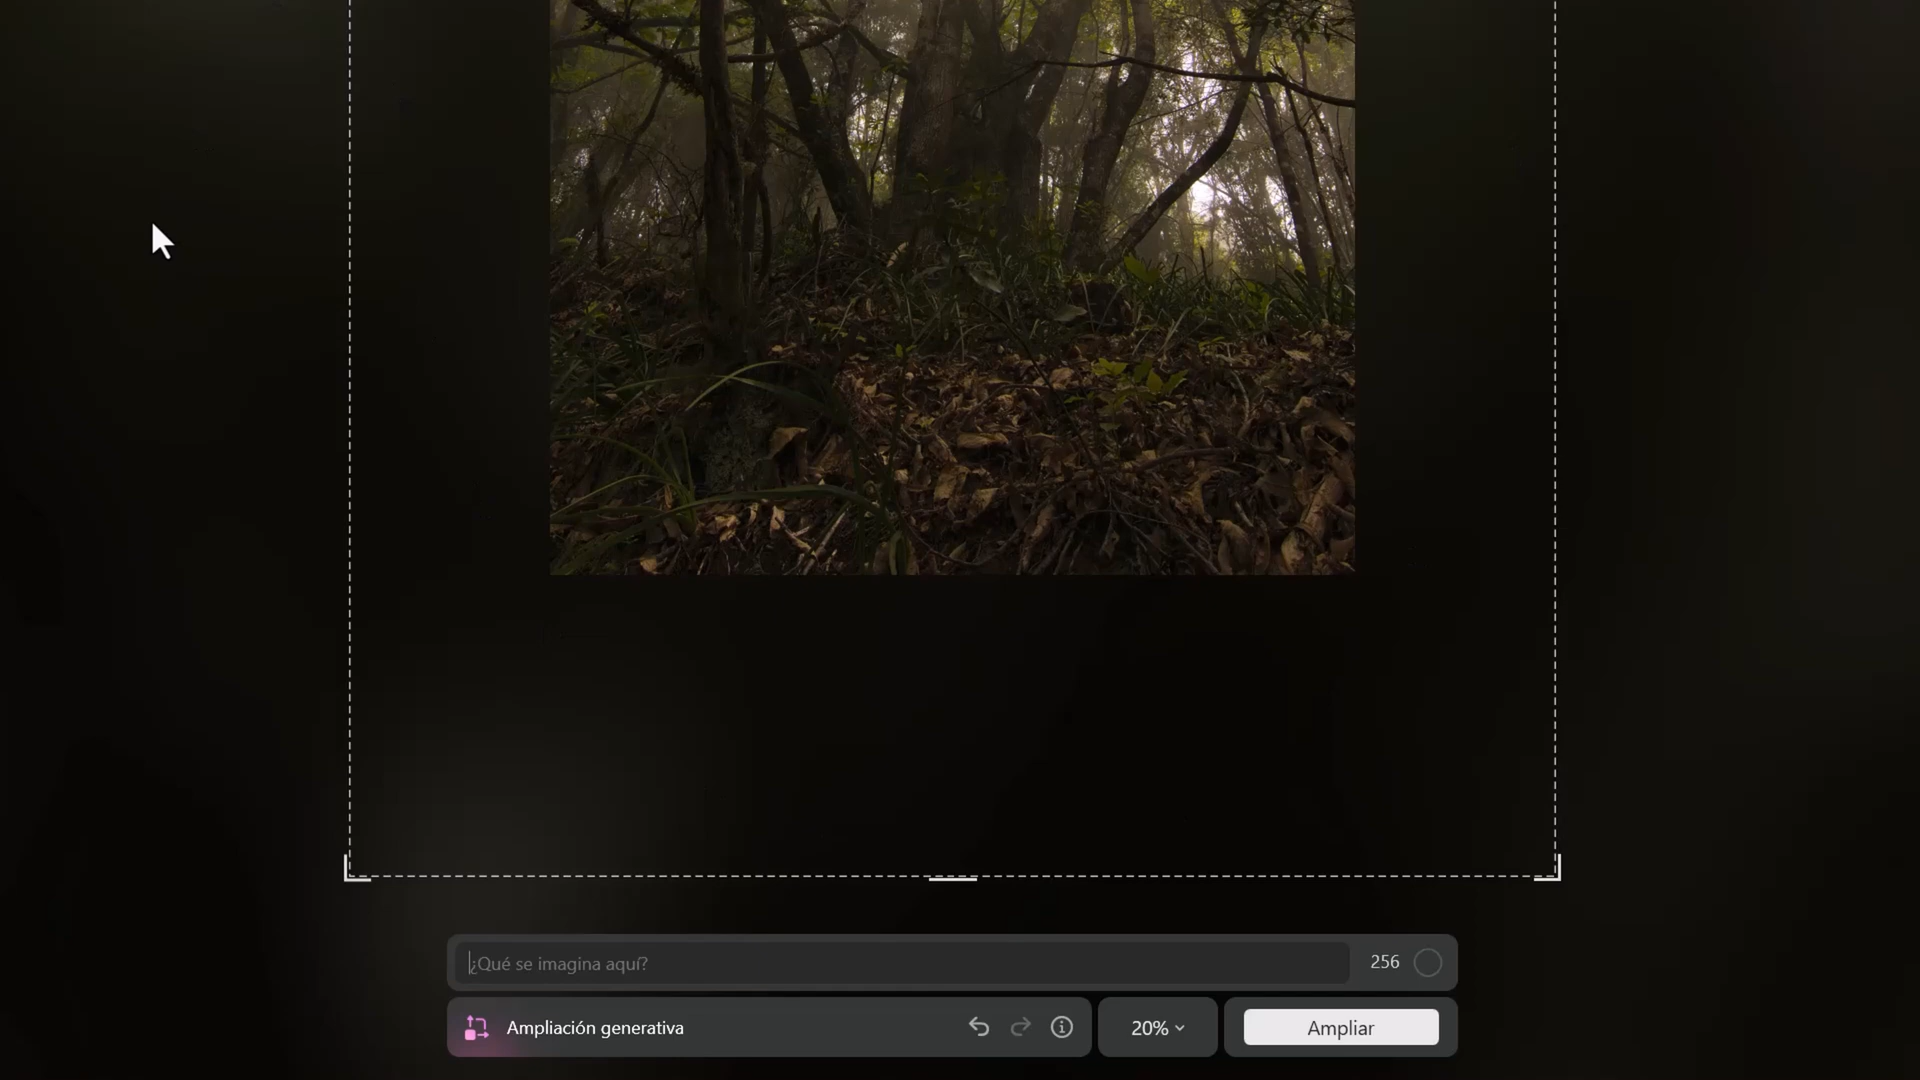 ¿Qué se imagina aquí?
256
Ampliación generativa
20%
Ampliar